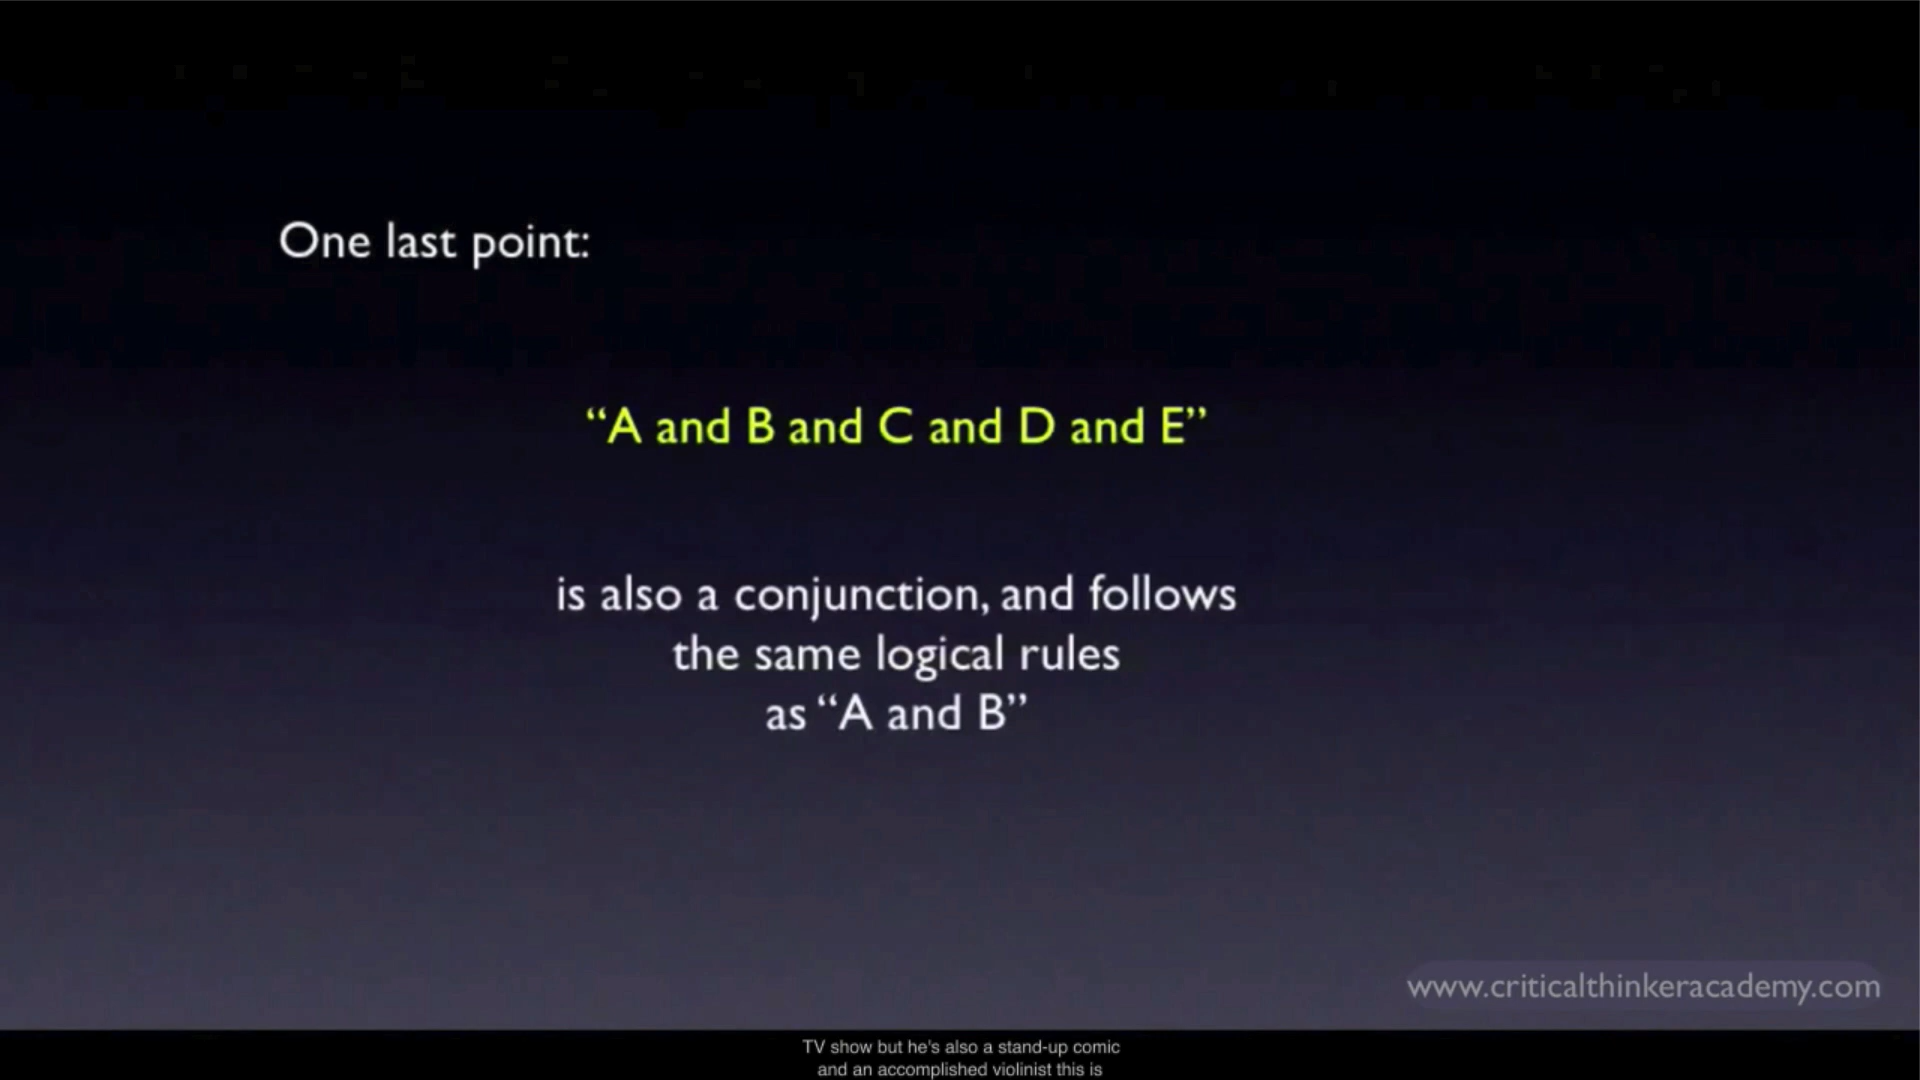 One last point:
“A and B and C and D and E”
is also a conjunction, and follows
the same logical rules
as “A and B”
www.criticalthinkeracademy.com
TV show but he's also a stand-up comic
and an accomplished violinist this is